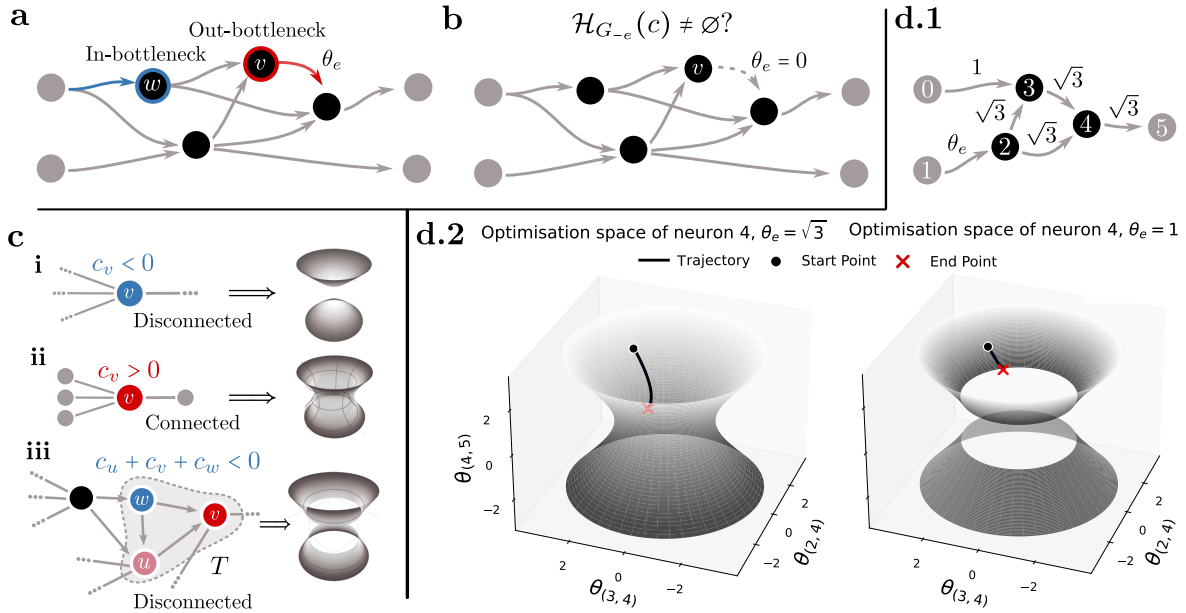 a
In-bottleneck
Out-bottleneck
w
v
θ_e
b
ℋ_{G_{-e}}(c) ≠ ∅?
v
θ_e = 0
d.1
0
1
3
√3
√3
4
√3
5
1
θ_e
2
√3
c
i
c_v < 0
v
Disconnected
ii
c_v > 0
v
Connected
iii
c_u + c_v + c_w < 0
w
v
u
T
Disconnected
d.2
Optimisation space of neuron 4, θ_e = √3
Optimisation space of neuron 4, θ_e = 1
Trajectory
Start Point
End Point
θ_(4, 5)
2
0
−2
2
0
−2
θ_(3, 4)
−2
0
2
θ_(2, 4)
2
0
−2
θ_(3, 4)
−2
0
2
θ_(2, 4)